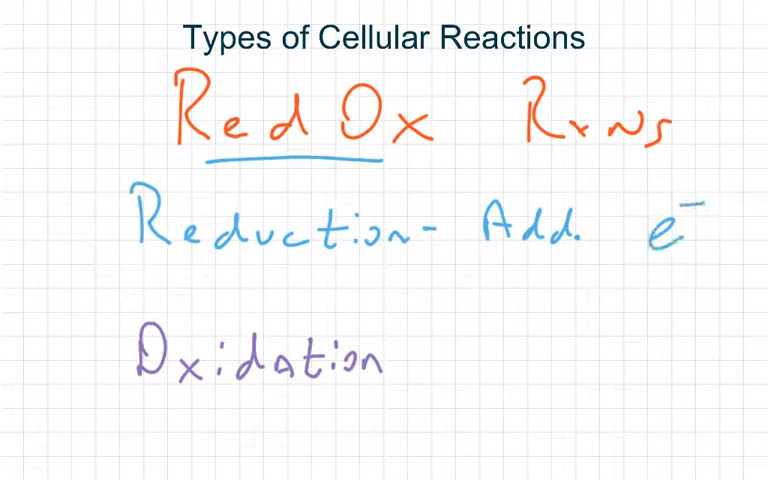 Types of Cellular Reactions
RedOx RxNs
Reduction - Add. e⁻
Oxidation